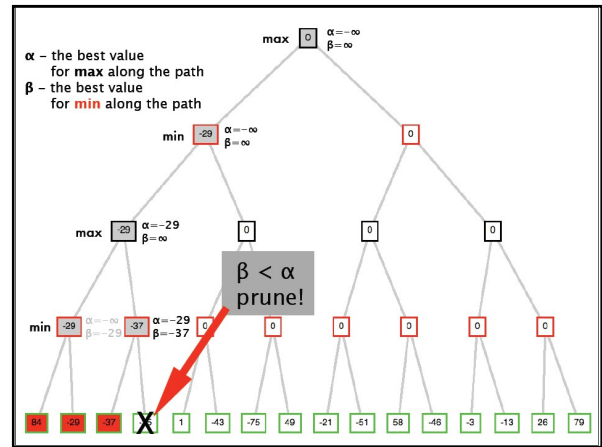 max 0 α=-∞
β=∞
α – the best value
for max along the path
β – the best value
for min along the path
min -29 α=-∞
β=∞
0
max -29 α=-29
β=∞
0 0 0
β < α
prune!
min -29 α=-∞
β=-29
-37 α=-29
β=-37
0 0 0 0 0 0
84 -29 -37 X 1 -43 -75 49 -21 -51 58 -46 -3 -13 26 79